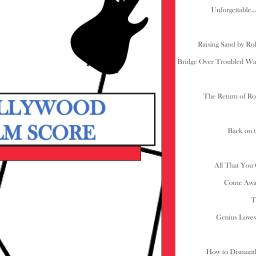 LLYWOOD
LM SCORE
Unforgettable...
Raising Sand by Ro
Bridge Over Troubled Wa
The Return of Ro
Back on t
All That You
Come Awa
T
Genius Loves
How to Dismantl